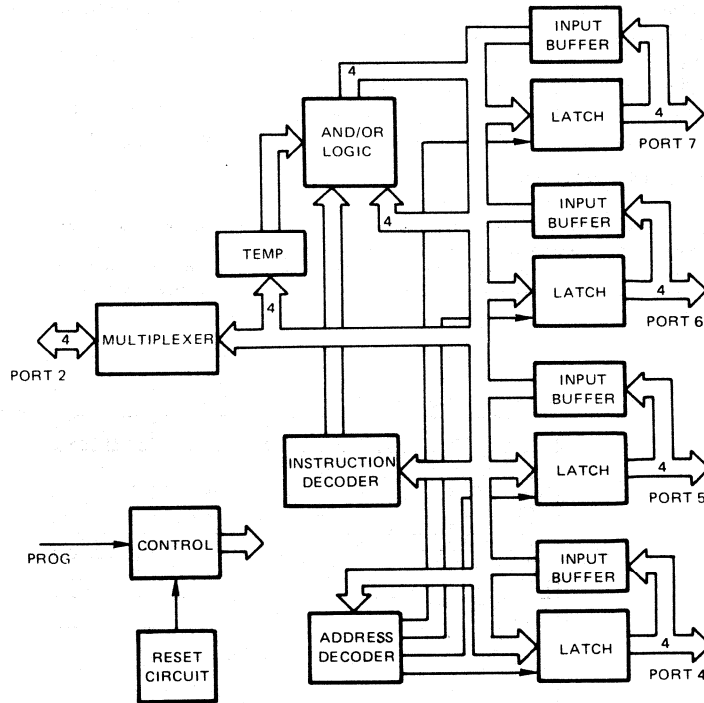 INPUT
BUFFER
4
AND/OR
LOGIC
LATCH
4
PORT 7
INPUT
BUFFER
4
TEMP
LATCH
4
PORT 6
4
4
MULTIPLEXER
PORT 2
INPUT
BUFFER
INSTRUCTION
DECODER
LATCH
4
PORT 5
PROG
CONTROL
INPUT
BUFFER
ADDRESS
DECODER
LATCH
4
PORT 4
RESET
CIRCUIT